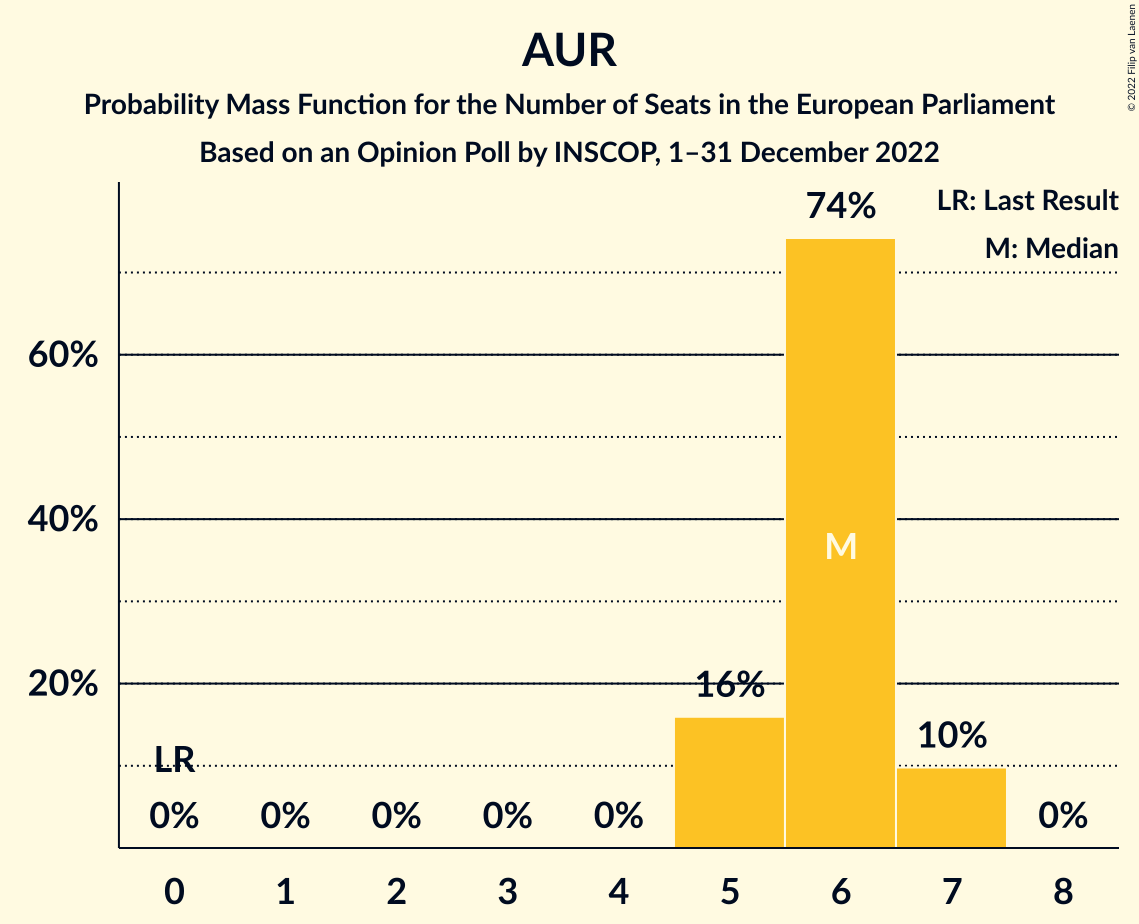 AUR
Probability Mass Function for the Number of Seats in the European Parliament
Based on an Opinion Poll by INSCOP, 1–31 December 2022
© 2022 Filip van Laenen
LR: Last Result
M: Median
74%
60%
40%
M
20%
16%
10%
LR
0% 0% 0% 0% 0% 0%
0 1 2 3 4 5 6 7 8